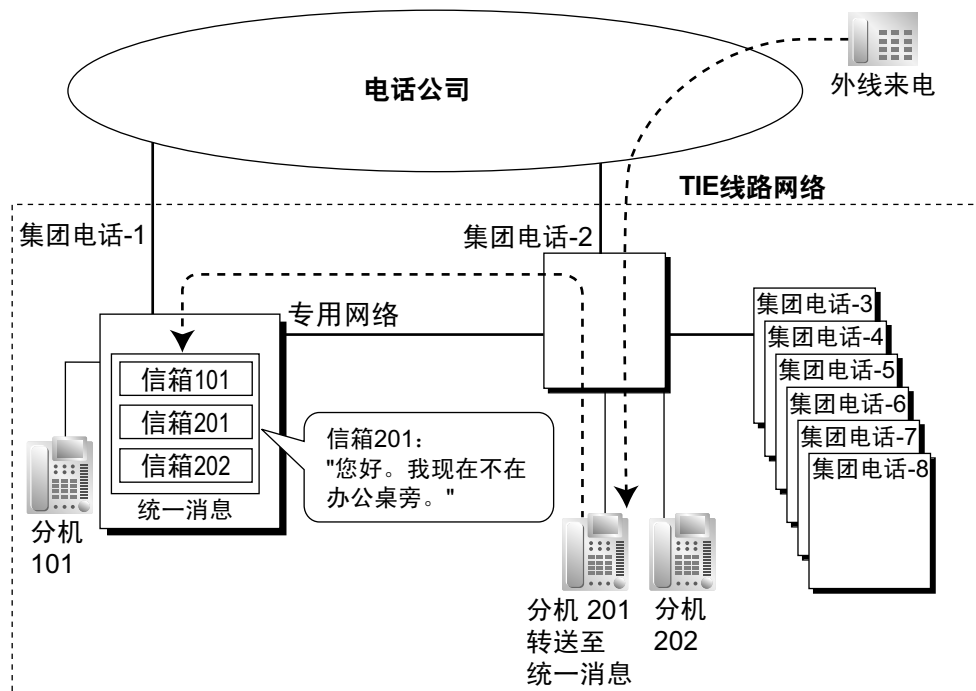 电话公司
外线来电
TIE线路网络
集团电话-1
集团电话-2
专用网络
集团电话-3
集团电话-4
集团电话-5
集团电话-6
集团电话-7
集团电话-8
信箱101
信箱201
信箱202
统一消息
信箱201：
"您好。我现在不在
办公桌旁。"
分机
101
分机 201
转送至
统一消息
分机
202